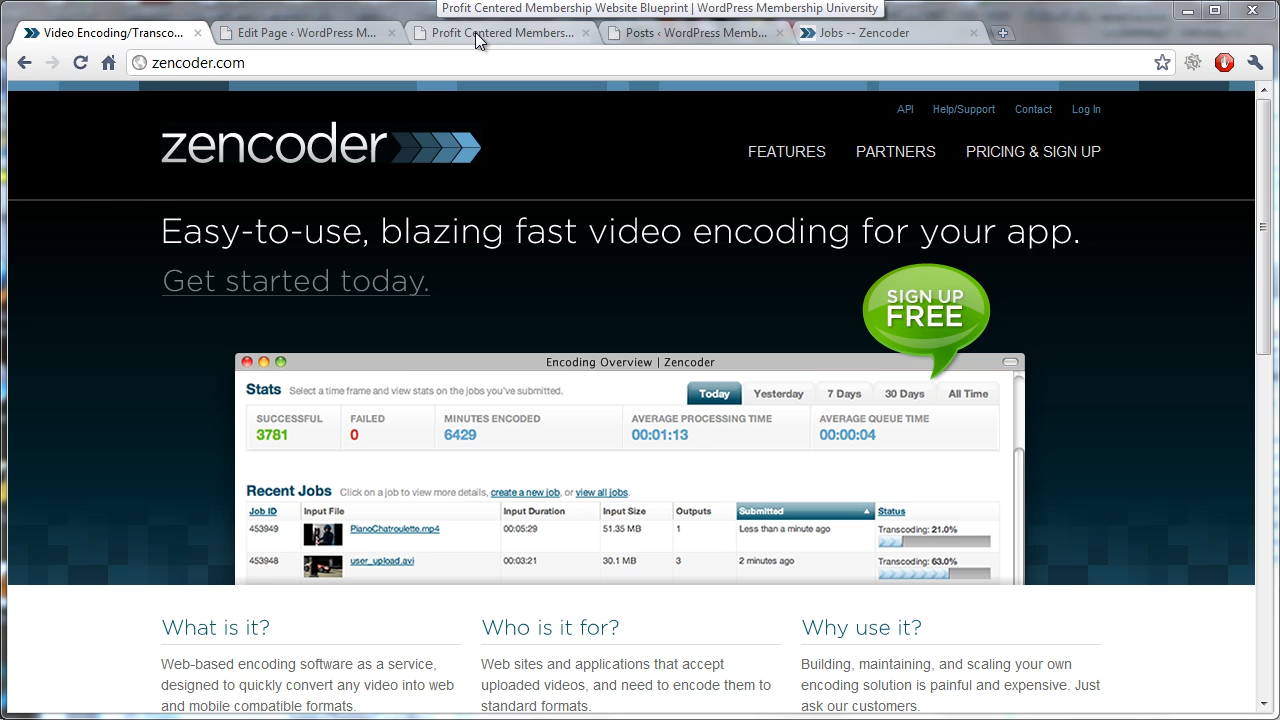 Profit Centered Membership Website Blueprint | WordPress Membership University
Video Encoding/Transco...
Edit Page ‹ WordPress M...
Profit Centered Members...
Posts ‹ WordPress Memb...
Jobs -- Zencoder
zencoder.com
API Help/Support Contact Log In
zencoder
FEATURES PARTNERS PRICING & SIGN UP
Easy-to-use, blazing fast video encoding for your app.
Get started today.
SIGN UP
FREE
Encoding Overview | Zencoder
Stats Select a time frame and view stats on the jobs you've submitted.
Today Yesterday 7 Days 30 Days All Time
SUCCESSFUL FAILED MINUTES ENCODED AVERAGE PROCESSING TIME AVERAGE QUEUE TIME
3781 0 6429 00:01:13 00:00:04
Recent Jobs Click on a job to view more details, create a new job, or view all jobs.
Job ID Input File Input Duration Input Size Outputs Submitted Status
453949 PianoChatroulette.mp4 00:05:29 51.35 MB 1 Less than a minute ago Transcoding: 21.0%
453948 user_upload.avi 00:03:21 30.1 MB 3 2 minutes ago Transcoding: 63.0%
What is it?
Web-based encoding software as a service,
designed to quickly convert any video into web
and mobile compatible formats.
Who is it for?
Web sites and applications that accept
uploaded videos, and need to encode them to
standard formats.
Why use it?
Building, maintaining, and scaling your own
encoding solution is painful and expensive. Just
ask our customers.